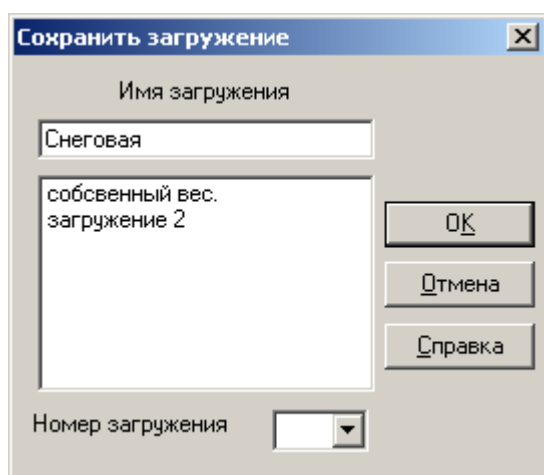 Сохранить загружение
Имя загружения
Снеговая
собсвенный вес.
загружение 2
OK
Отмена
Справка
Номер загружения